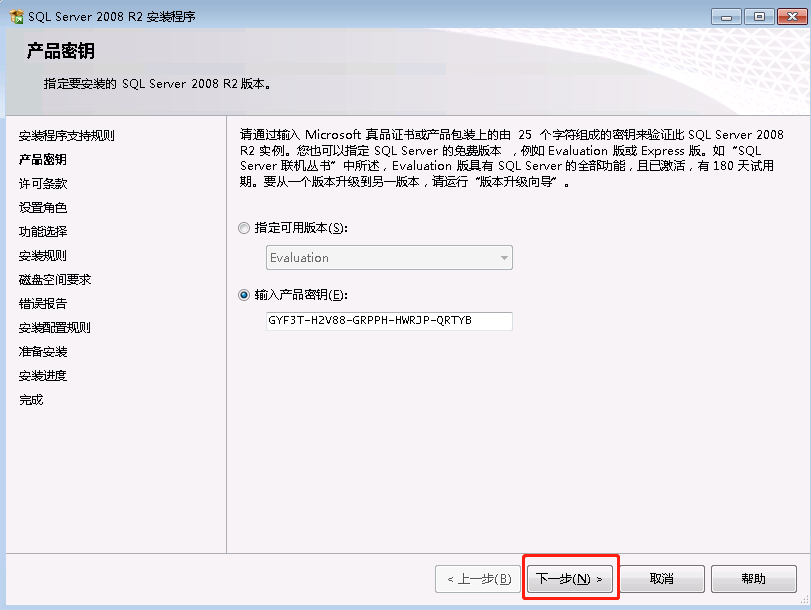 SQL Server 2008 R2 安装程序
产品密钥
指定要安装的 SQL Server 2008 R2 版本。
安装程序支持规则
产品密钥
许可条款
设置角色
功能选择
安装规则
磁盘空间要求
错误报告
安装配置规则
准备安装
安装进度
完成
请通过输入 Microsoft 真品证书或产品包装上的由 25 个字符组成的密钥来验证此 SQL Server 2008
R2 实例。您也可以指定 SQL Server 的免费版本 ，例如 Evaluation 版或 Express 版。如“SQL
Server 联机丛书”中所述，Evaluation 版具有 SQL Server 的全部功能，且已激活，有 180 天试用
期。要从一个版本升级到另一版本，请运行“版本升级向导”。
指定可用版本(S):
Evaluation
输入产品密钥(E):
GYF3T-H2V88-GRPPH-HWRJP-QRTYB
< 上一步(B)
下一步(N) >
取消
帮助